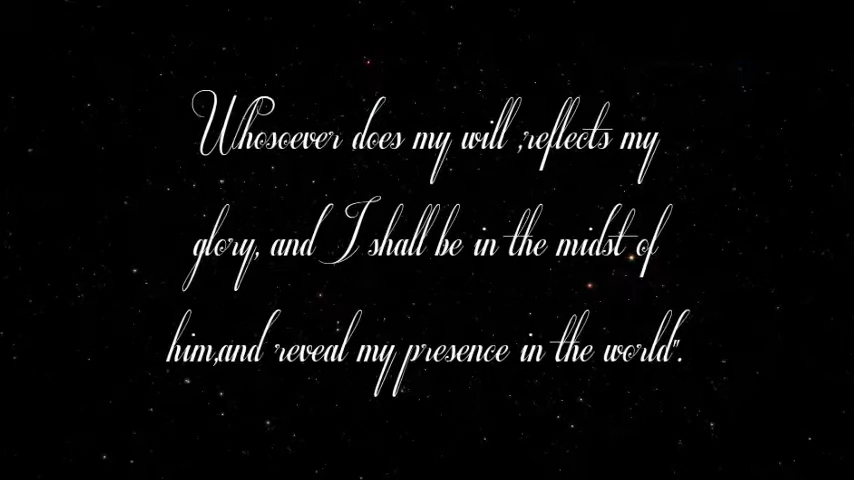 Whosoever does my will ,reflects my
glory, and I shall be in the midst of
him,and reveal my presence in the world".